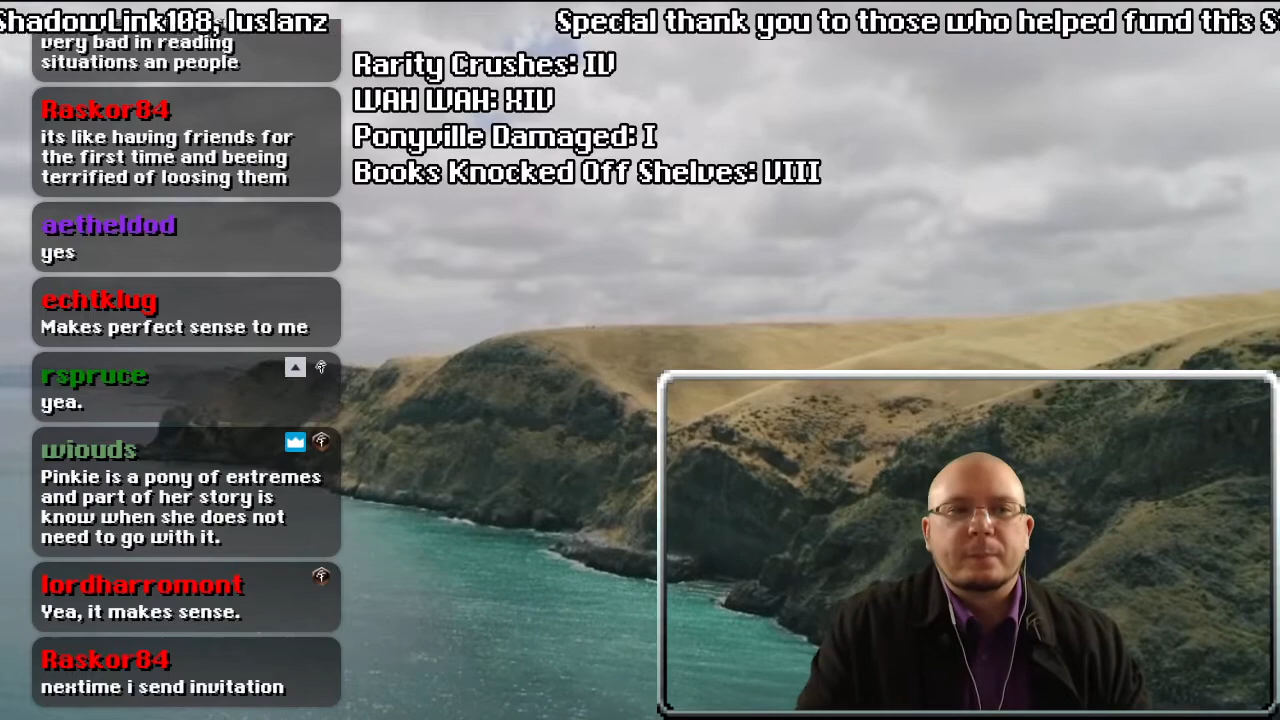 ShadowLink108, luslanz
Special thank you to those who helped fund this
very bad in reading
situations an people
Raskor84
its like having friends for
the first time and beeing
terrified of loosing them
aetheldod
yes
echtklug
Makes perfect sense to me
rspruce
yea.
wiouds
Pinkie is a pony of extremes
and part of her story is
know when she does not
need to go with it.
lordharromont
Yea, it makes sense.
Raskor84
nextime i send invitation
Rarity Crushes: IV
WAH WAH: XIV
Ponyville Damaged: I
Books Knocked Off Shelves: VIII